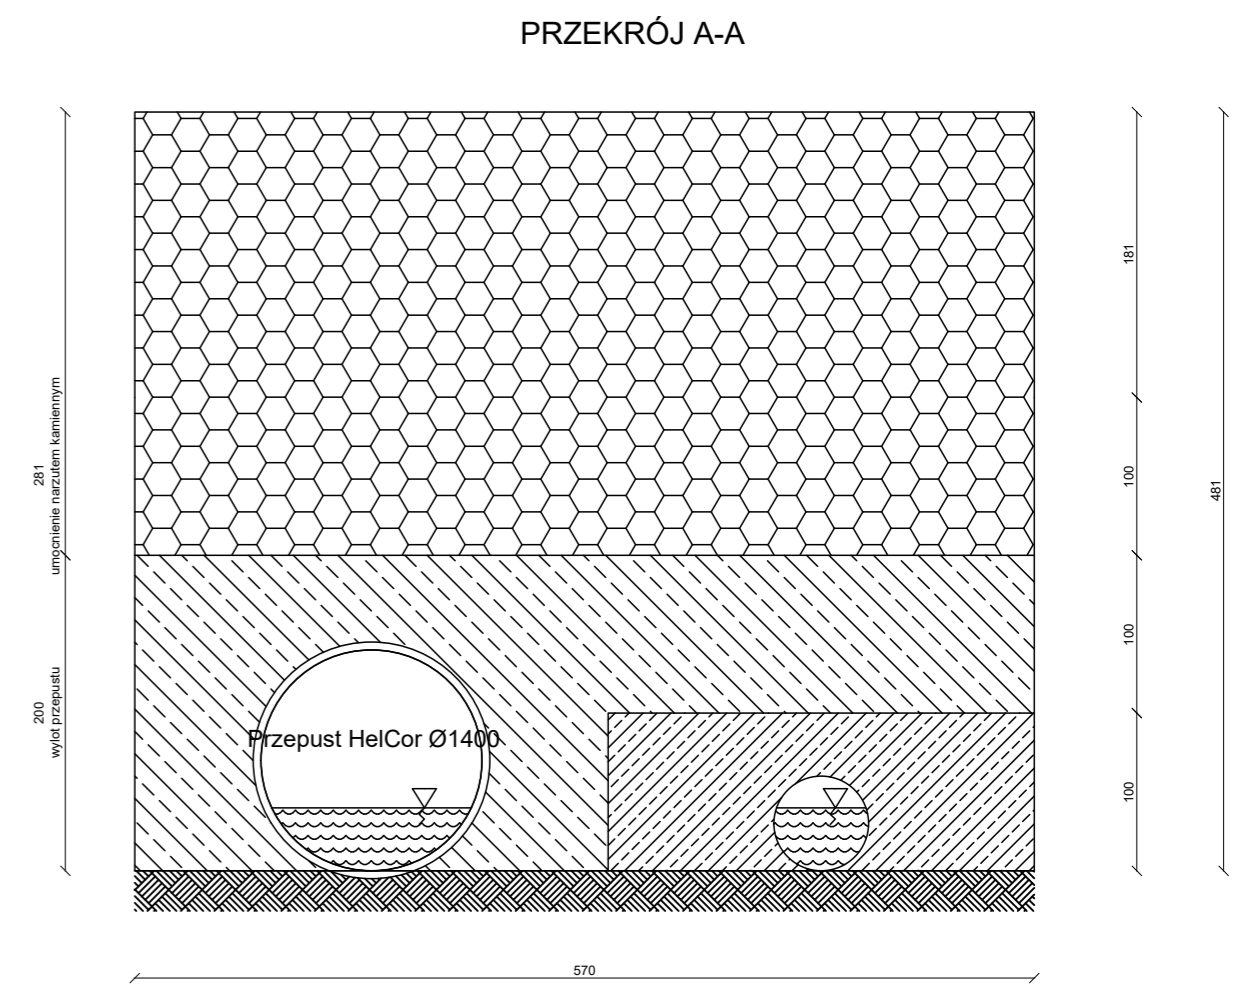 PRZEKRÓJ A-A
281
umocnienie narzutem kamiennym
200
wylot przepustu
Przepust HelCor Ø1400
181
100
100
100
481
570